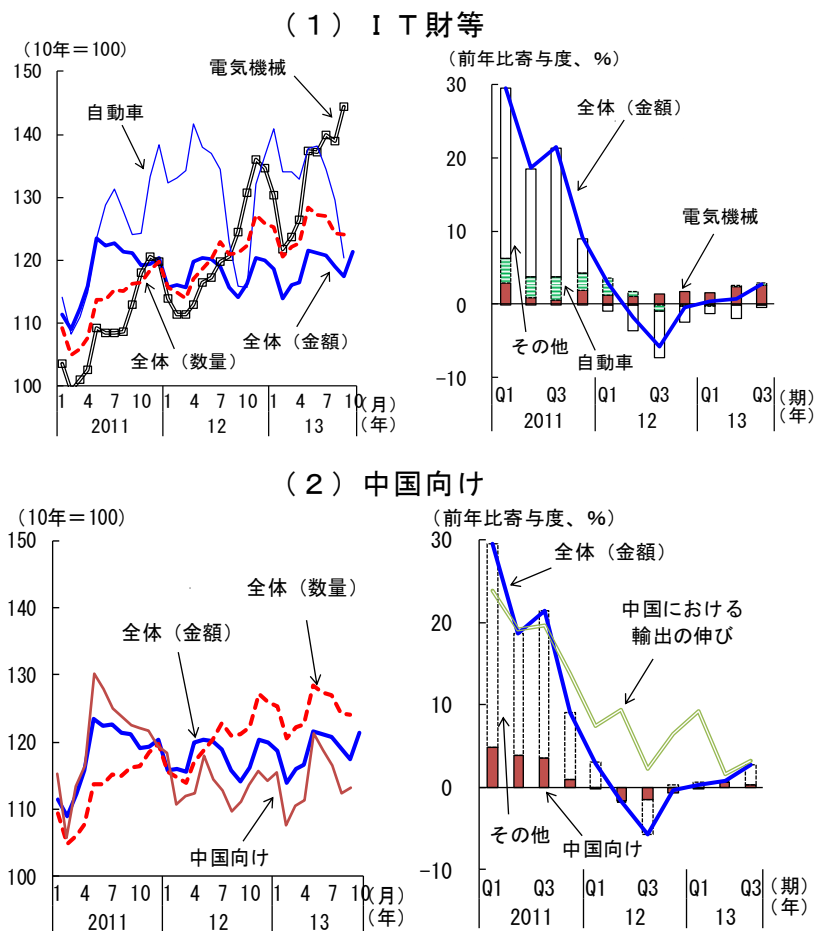 (1) IT財等
(10年=100)
150
140
130
120
110
100
電気機械
自動車
全体(数量)
全体(金額)
1 4 7 10 1 4 7 10 1 4 7 10 (月)
2011 12 13 (年)
(前年比寄与度、%)
30
20
10
0
-10
全体(金額)
電気機械
その他
自動車
Q1 Q3 Q1 Q3 Q1 Q3 (期)
2011 12 13 (年)
(2)中国向け
(10年=100)
150
140
130
120
110
100
全体(数量)
全体(金額)
中国向け
1 4 7 10 1 4 7 10 1 4 7 10 (月)
2011 12 13 (年)
(前年比寄与度、%)
30
20
10
0
-10
全体(金額)
中国における
輸出の伸び
その他
中国向け
Q1 Q3 Q1 Q3 Q1 Q3 (期)
2011 12 13 (年)